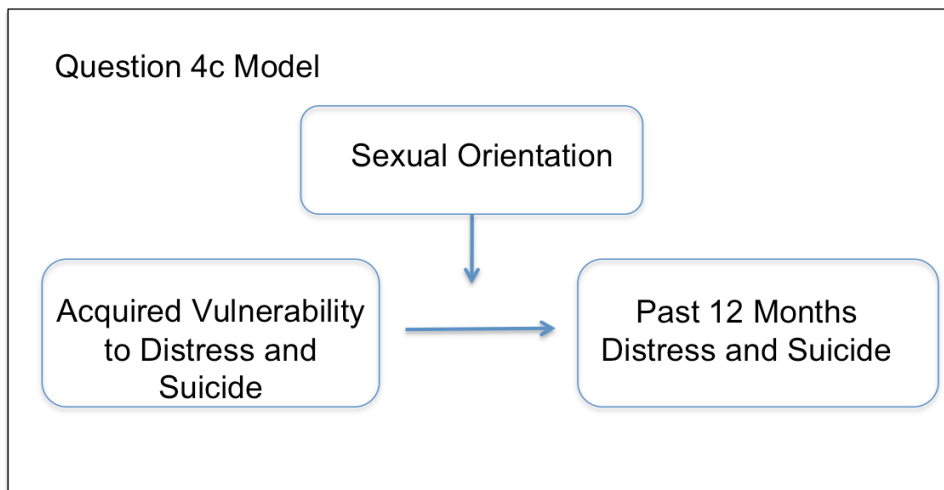 Question 4c Model
Sexual Orientation
Acquired Vulnerability
to Distress and
Suicide
Past 12 Months
Distress and Suicide